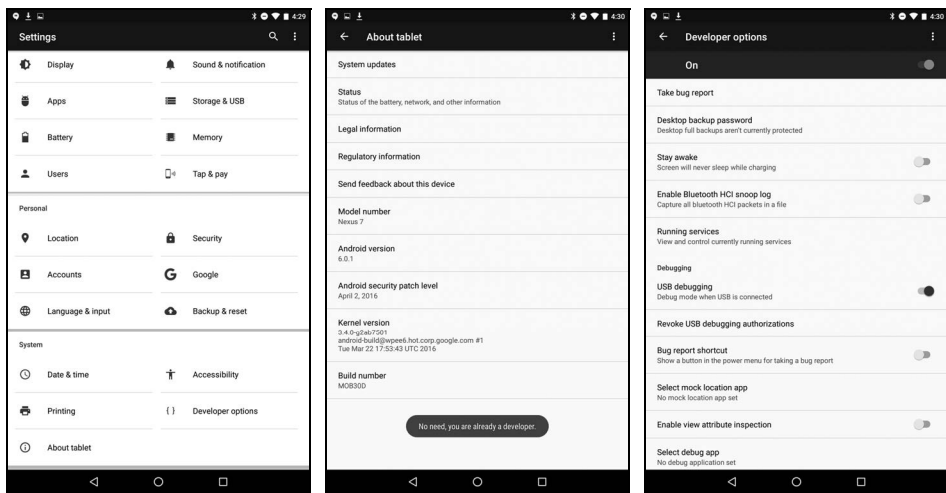 4:29
Settings
Display
Sound & notification
Apps
Storage & USB
Battery
Memory
Users
Tap & pay
Personal
Location
Security
Accounts
Google
Language & input
Backup & reset
System
Date & time
Accessibility
Printing
{ } Developer options
About tablet
4:30
About tablet
System updates
Status
Status of the battery, network, and other information
Legal information
Regulatory information
Send feedback about this device
Model number
Nexus 7
Android version
6.0.1
Android security patch level
April 2, 2016
Kernel version
3.4.0-g2ab7501
android-build@wpee6.hot.corp.google.com #1
Tue Mar 22 17:53:43 UTC 2016
Build number
MOB30D
No need, you are already a developer.
4:30
Developer options
On
Take bug report
Desktop backup password
Desktop full backups aren't currently protected
Stay awake
Screen will never sleep while charging
Enable Bluetooth HCI snoop log
Capture all bluetooth HCI packets in a file
Running services
View and control currently running services
Debugging
USB debugging
Debug mode when USB is connected
Revoke USB debugging authorizations
Bug report shortcut
Show a button in the power menu for taking a bug report
Select mock location app
No mock location app set
Enable view attribute inspection
Select debug app
No debug application set